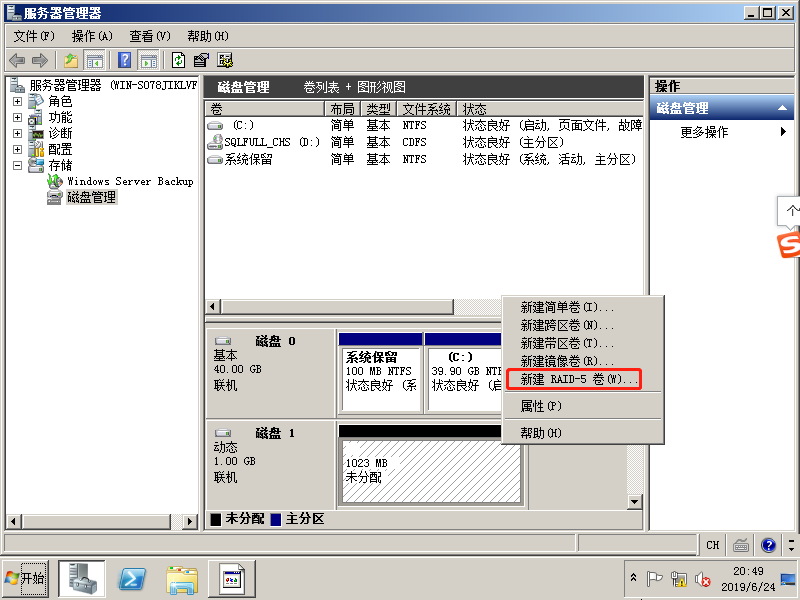 服务器管理器
文件(F) 操作(A) 查看(V) 帮助(H)
服务器管理器 (WIN-S078JIKLVF
角色
功能
诊断
配置
存储
Windows Server Backup
磁盘管理
磁盘管理 卷列表 + 图形视图
卷 布局 类型 文件系统 状态
(C:) 简单 基本 NTFS 状态良好 (启动, 页面文件, 故障
SQLFULL_CHS (D:) 简单 基本 CDFS 状态良好 (主分区)
系统保留 简单 基本 NTFS 状态良好 (系统, 活动, 主分区)
磁盘 0
基本
40.00 GB
联机
系统保留
100 MB NTFS
状态良好 (系
(C:)
39.90 GB NTF
状态良好 (启
磁盘 1
动态
1.00 GB
联机
1023 MB
未分配
未分配 主分区
新建简单卷(I)...
新建跨区卷(N)...
新建带区卷(T)...
新建镜像卷(R)...
新建 RAID-5 卷(W)...
属性(P)
帮助(H)
操作
磁盘管理
更多操作
个
S
CH
开始
20:49
2019/6/24